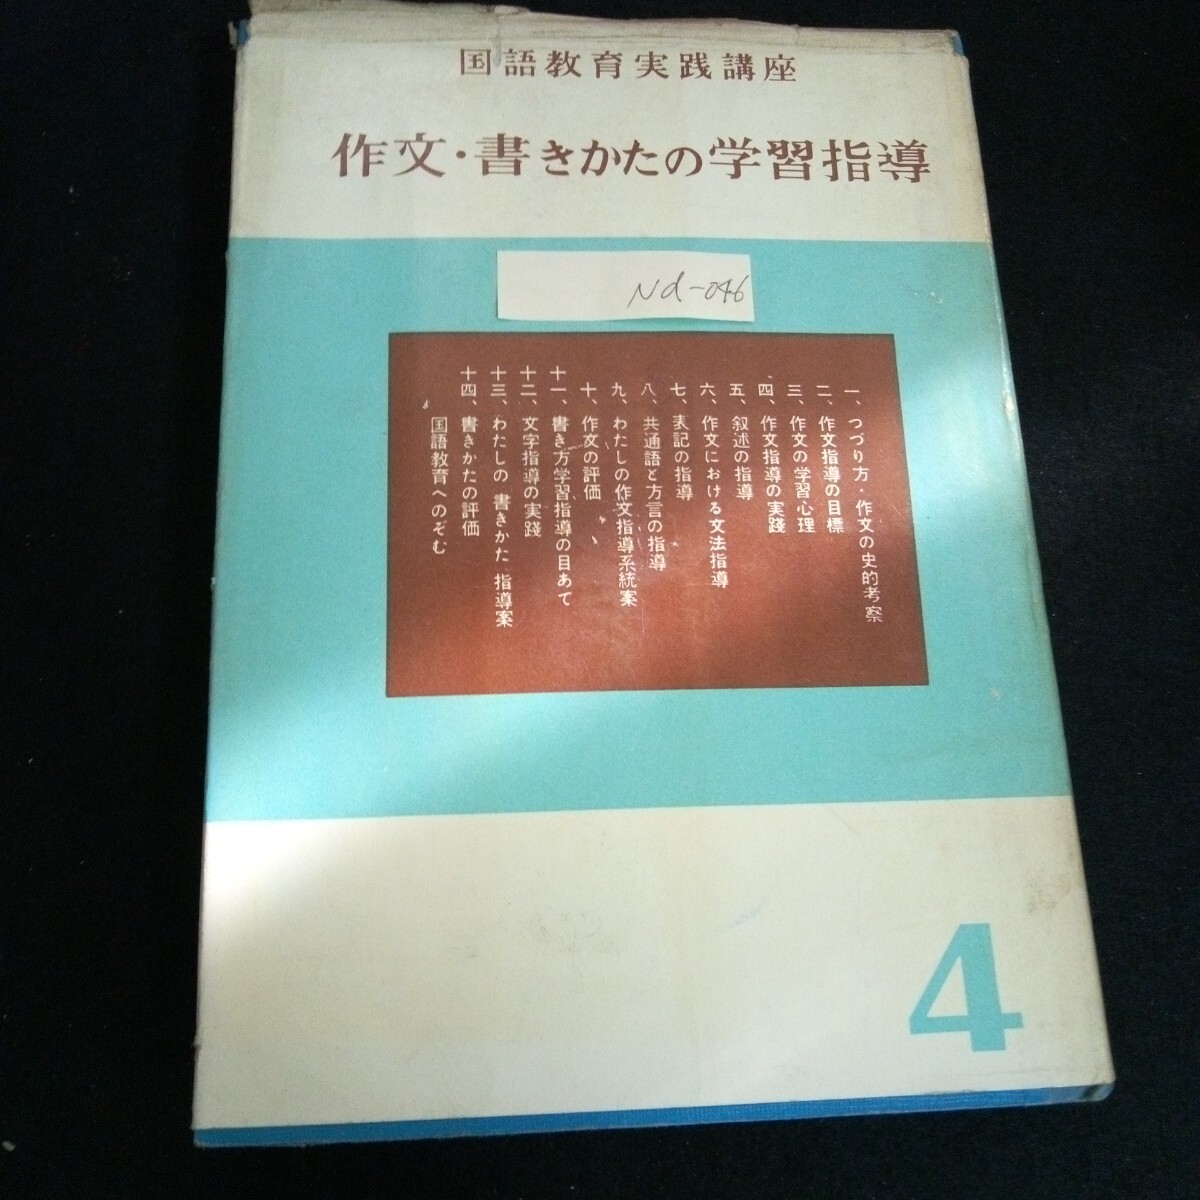 国語教育実践講座
作文・書きかたの学習指導
Nd-046
一、つづり方・作文の史的考察
二、作文指導の目標
三、作文の学習心理
四、作文指導の実践
五、叙述の指導
六、作文における文法指導
七、表記の指導
八、共通語と方言の指導
九、わたしの作文指導系統案
十、作文の評価
十一、書き方学習指導の目あて
十二、文字指導の実践
十三、わたしの 書きかた 指導案
十四、書きかたの評価
国語教育へのぞむ
4